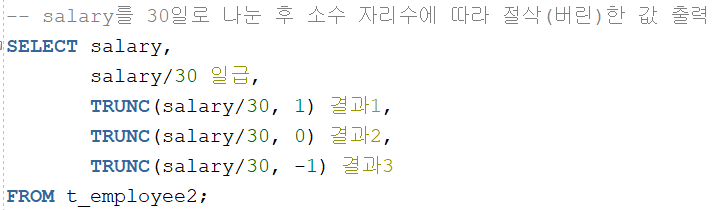 -- salary를 30일로 나눈 후 소수 자리수에 따라 절삭(버린)한 값 출력
SELECT salary,
salary/30 일급,
TRUNC(salary/30, 1) 결과1,
TRUNC(salary/30, 0) 결과2,
TRUNC(salary/30, -1) 결과3
FROM t_employee2;